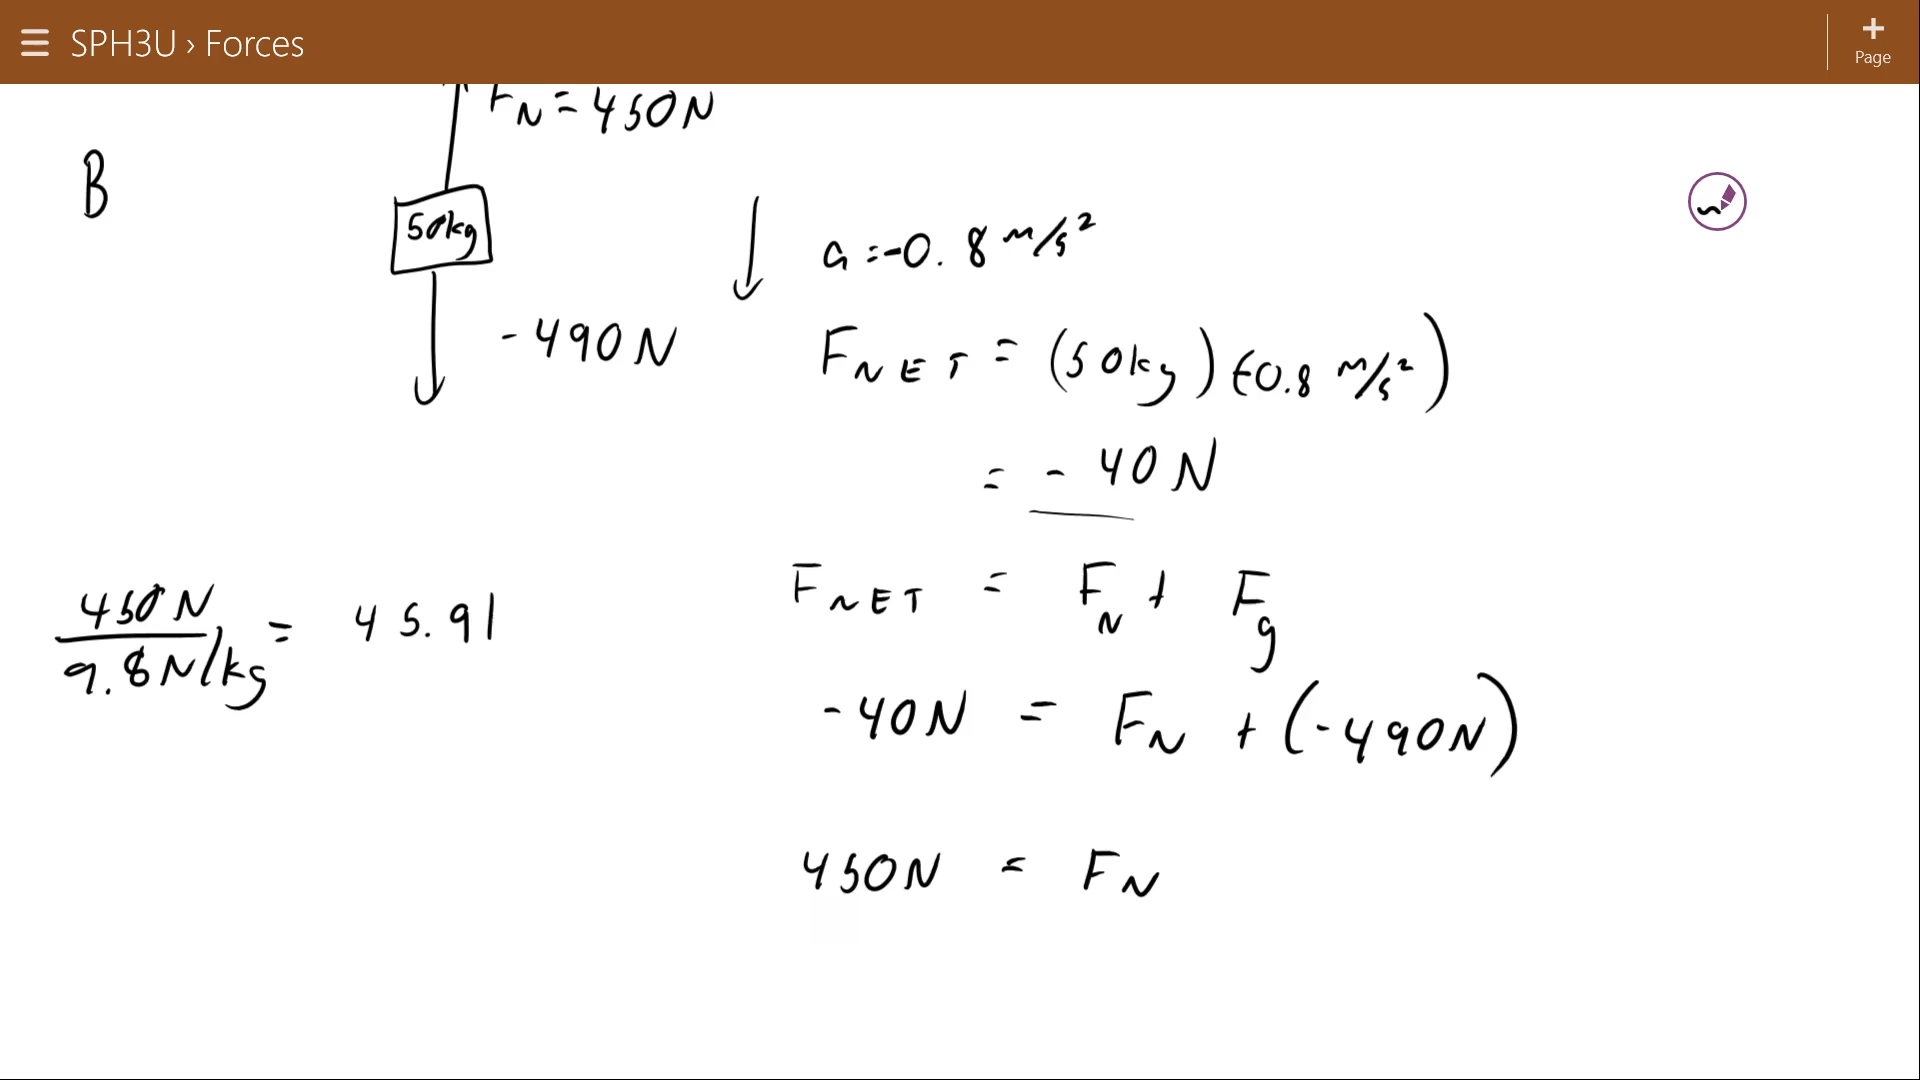 SPH3U › Forces
+
Page
FN = 450N
B
50kg
a = -0.8 m/s²
-490N
FNET = (50kg)(-0.8 m/s²)
= -40N
FNET = FN + Fg
450N
9.8N/kg = 45.91
-40N = FN + (-490N)
450N = FN